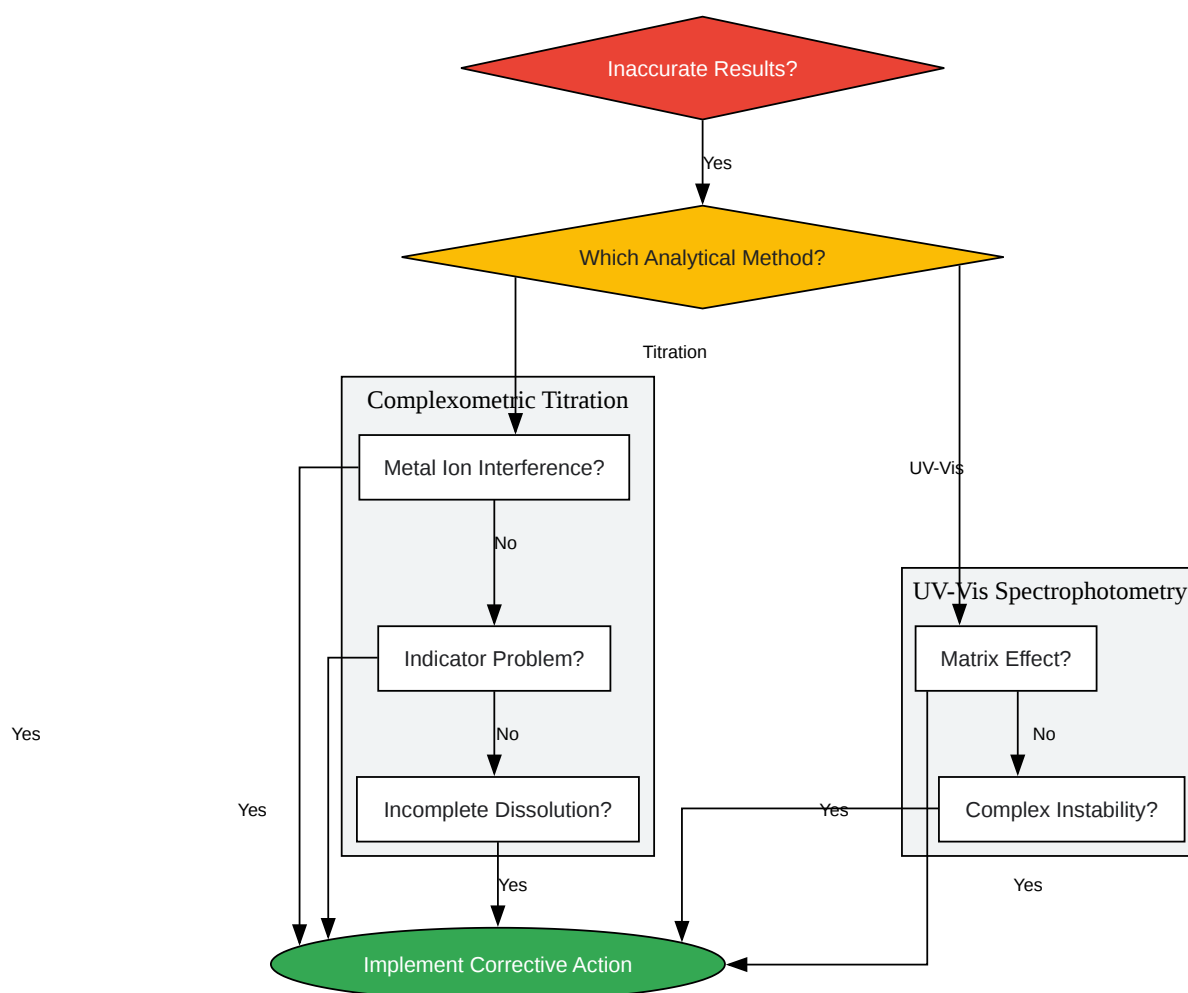 Inaccurate Results?
Yes
Which Analytical Method?
Titration
Complexometric Titration
Metal Ion Interference?
UV-Vis
No
UV-Vis Spectrophotometry
Indicator Problem?
Matrix Effect?
Yes
No
No
Incomplete Dissolution?
Complex Instability?
Yes
Yes
Yes
Yes
Implement Corrective Action